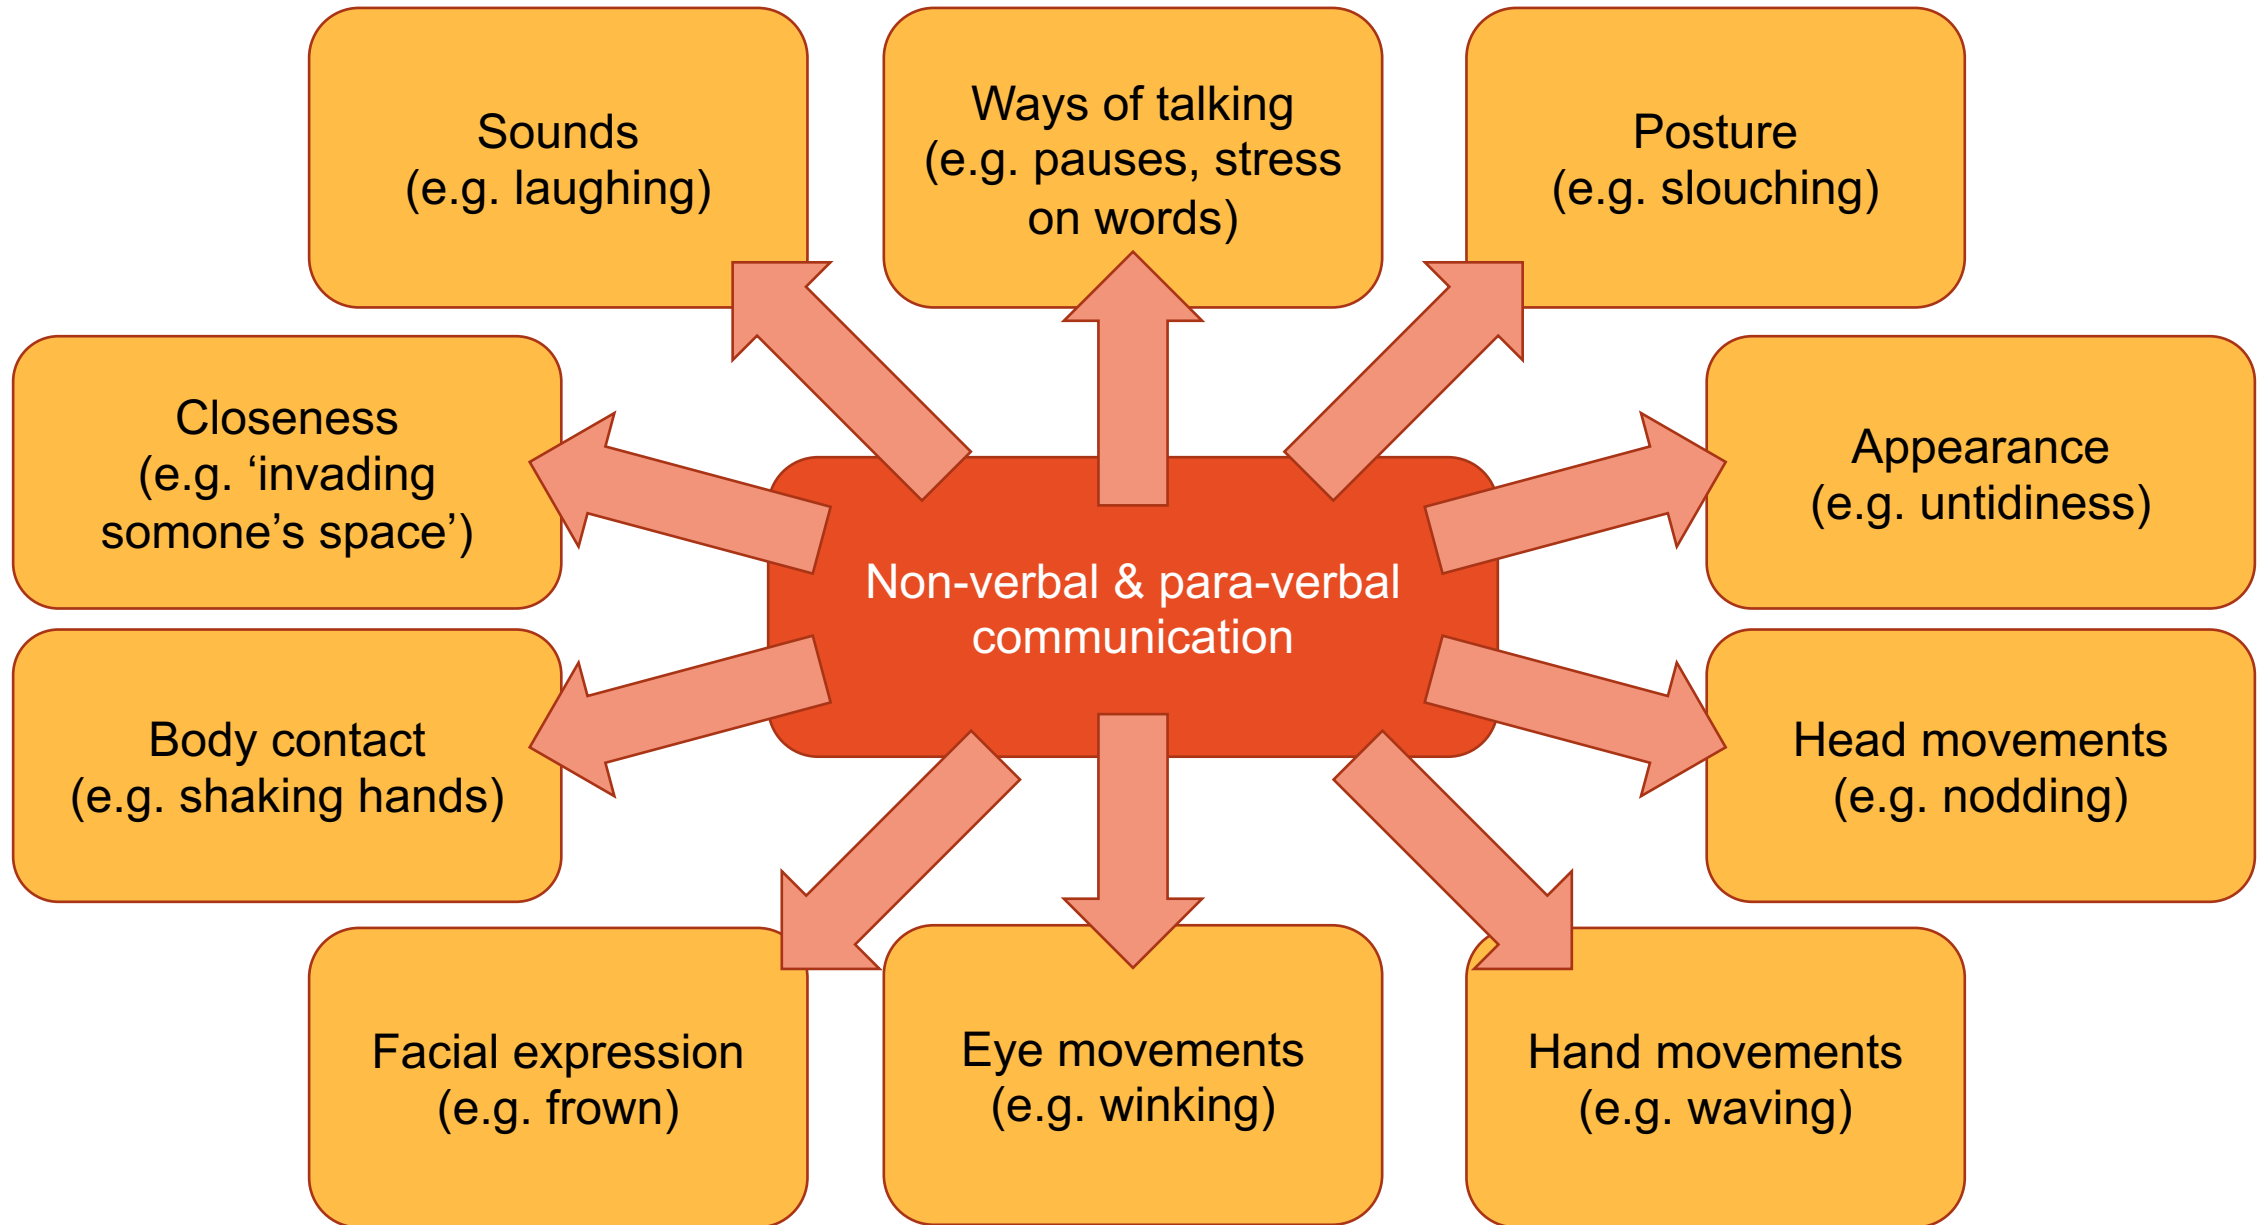 Sounds
(e.g. laughing)
Ways of talking
(e.g. pauses, stress
on words)
Posture
(e.g. slouching)
Closeness
(e.g. ‘invading
somone’s space’)
Appearance
(e.g. untidiness)
Non-verbal & para-verbal
communication
Body contact
(e.g. shaking hands)
Head movements
(e.g. nodding)
Facial expression
(e.g. frown)
Eye movements
(e.g. winking)
Hand movements
(e.g. waving)